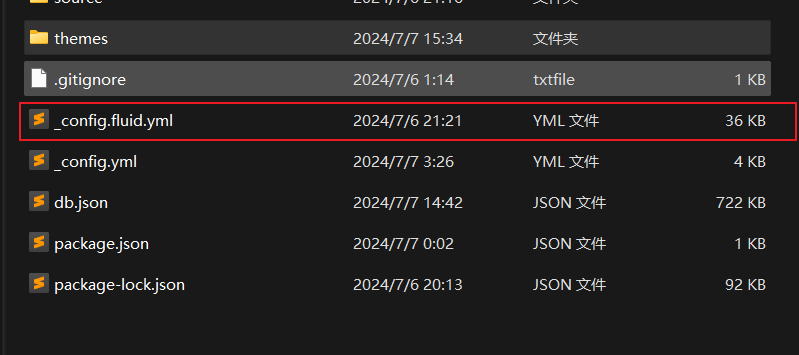 source 2024/7/6 21:16 文件夹
themes 2024/7/7 15:34 文件夹
.gitignore 2024/7/6 1:14 txtfile 1 KB
_config.fluid.yml 2024/7/6 21:21 YML 文件 36 KB
_config.yml 2024/7/7 3:26 YML 文件 4 KB
db.json 2024/7/7 14:42 JSON 文件 722 KB
package.json 2024/7/7 0:02 JSON 文件 1 KB
package-lock.json 2024/7/6 20:13 JSON 文件 92 KB